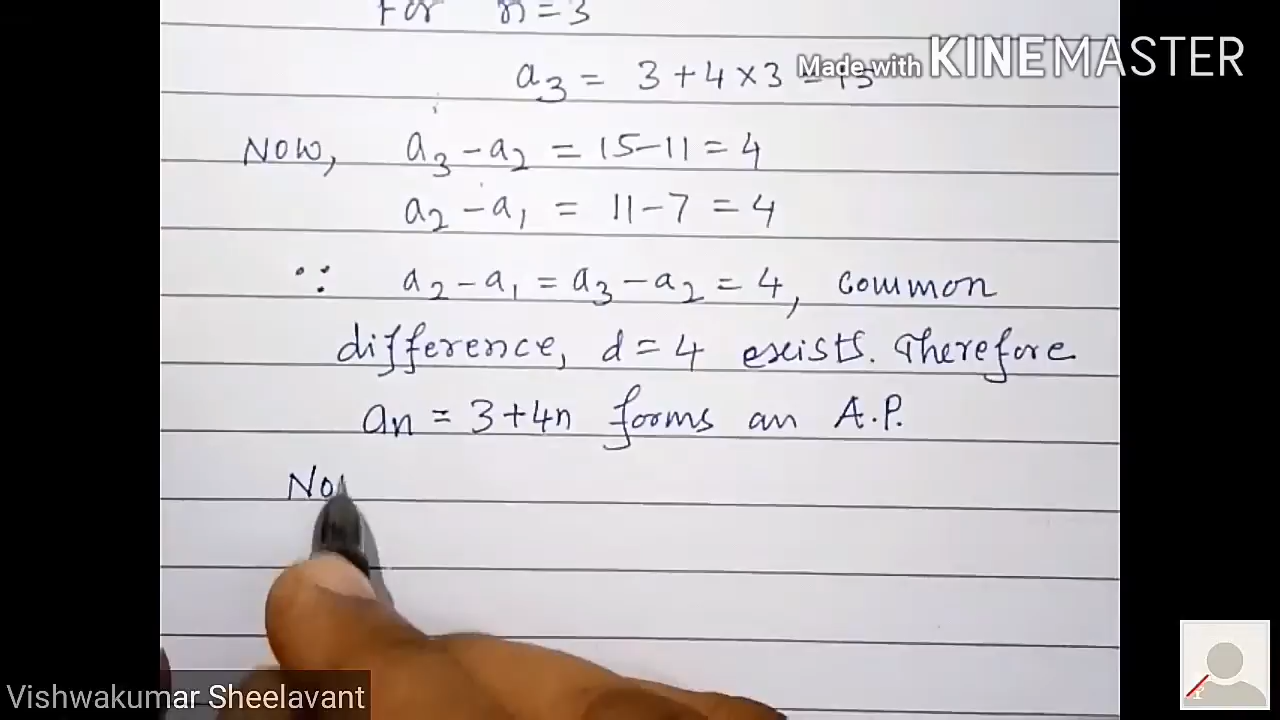 For n = 3
a3 = 3 + 4 × 3 = 15
Made with KINEMASTER
Now, a3 - a2 = 15 - 11 = 4
a2 - a1 = 11 - 7 = 4
∵ a2 - a1 = a3 - a2 = 4, common
difference, d = 4 exists. Therefore
an = 3 + 4n forms an A.P.
No
Vishwakumar Sheelavant